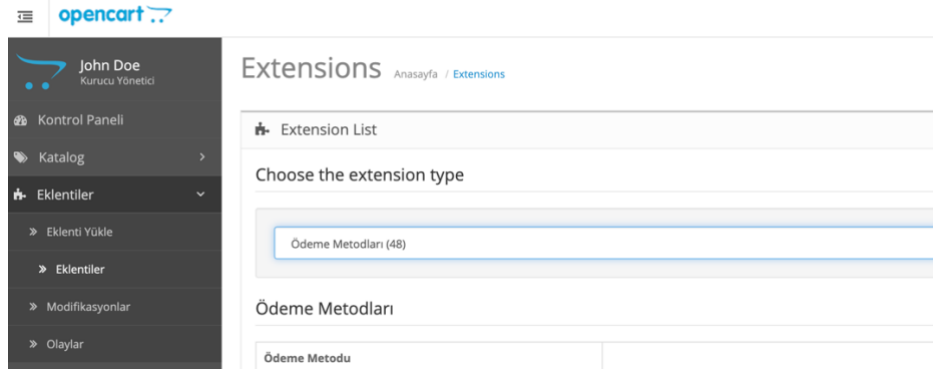 opencart
John Doe
Kurucu Yönetici
Kontrol Paneli
Katalog
Eklentiler
Eklenti Yükle
Eklentiler
Modifikasyonlar
Olaylar
Extensions Anasayfa / Extensions
Extension List
Choose the extension type
Ödeme Metodları (48)
Ödeme Metodları
Ödeme Metodu